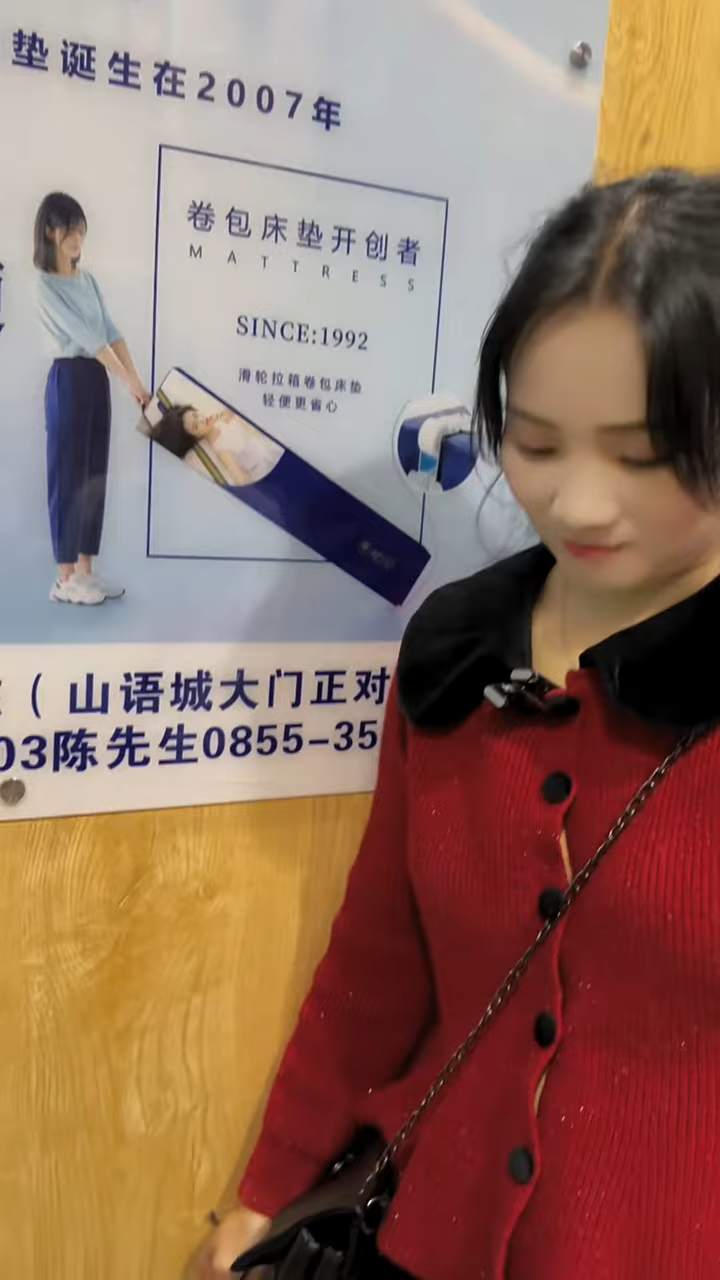 垫诞生在2007年
卷包床垫开创者
MATTRESS
SINCE:1992
滑轮拉箱卷包床垫
轻便更省心
（山语城大门正对
03陈先生0855-35